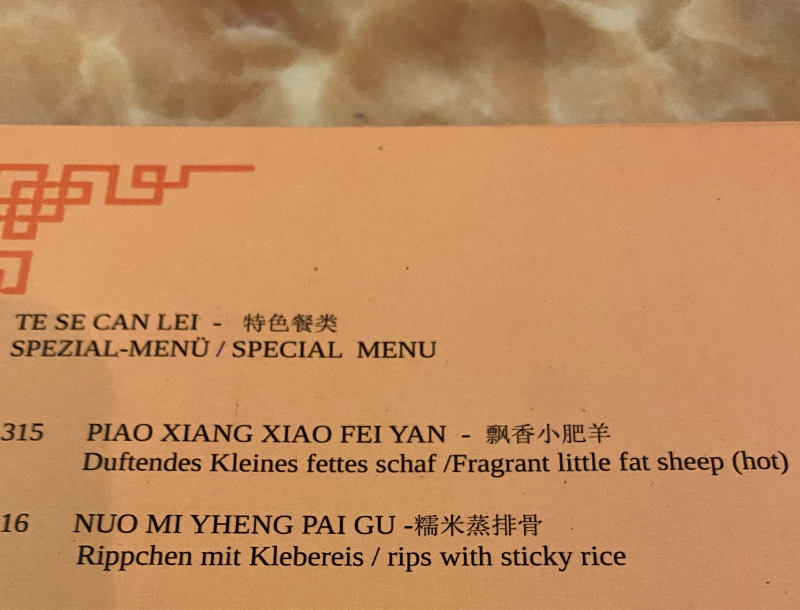 TE SE CAN LEI - 特色餐类
SPEZIAL-MENÜ / SPECIAL MENU
315 PIAO XIANG XIAO FEI YAN - 飘香小肥羊
Duftendes Kleines fettes schaf /Fragrant little fat sheep (hot)
16 NUO MI YHENG PAI GU -糯米蒸排骨
Rippchen mit Klebereis / rips with sticky rice